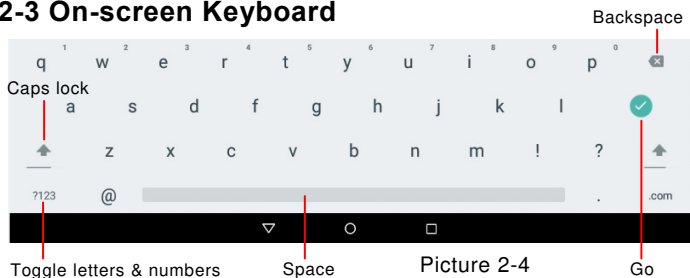 2-3 On-screen Keyboard
Backspace
1 2 3 4 5 6 7 8 9 0
q w e r t y u i o p
Caps lock
a s d f g h j k l
z x c v b n m ! ?
?123 @ . .com
Toggle letters & numbers Space Picture 2-4 Go